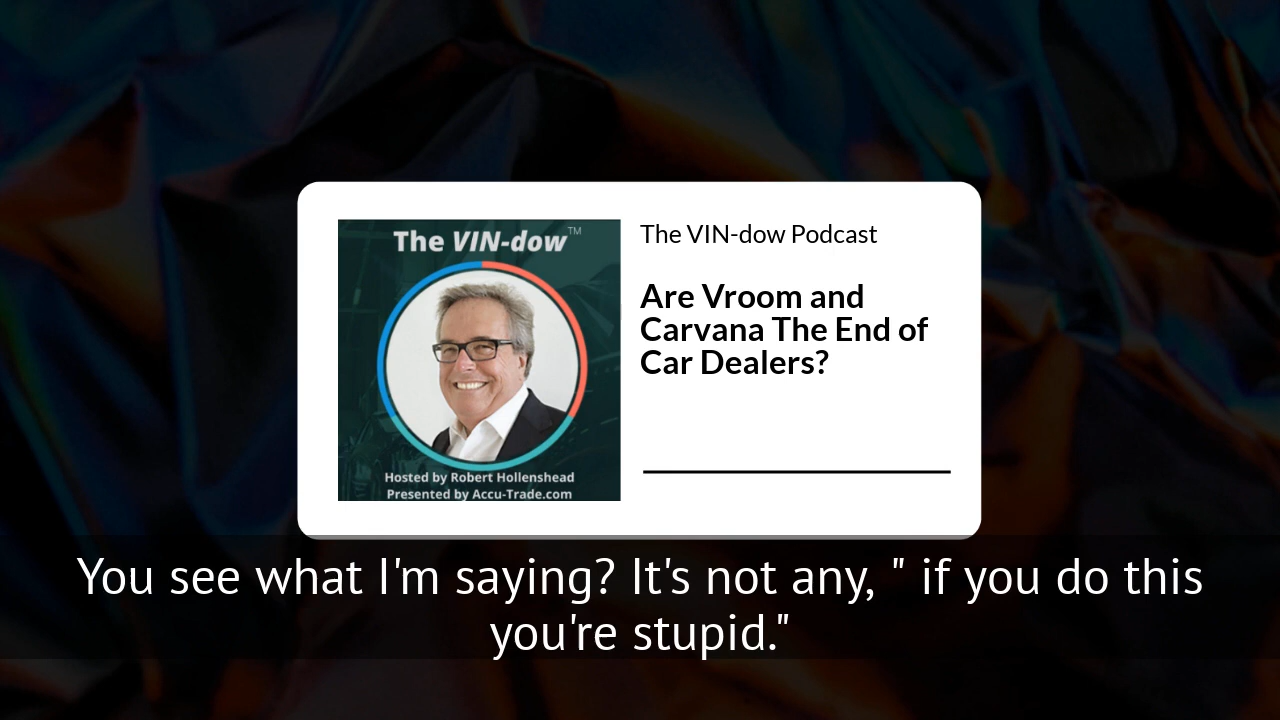 The VIN-dow™
Hosted by Robert Hollenshead
Presented by Accu-Trade.com
The VIN-dow Podcast
Are Vroom and
Carvana The End of
Car Dealers?
You see what I'm saying? It's not any, " if you do this
you're stupid."